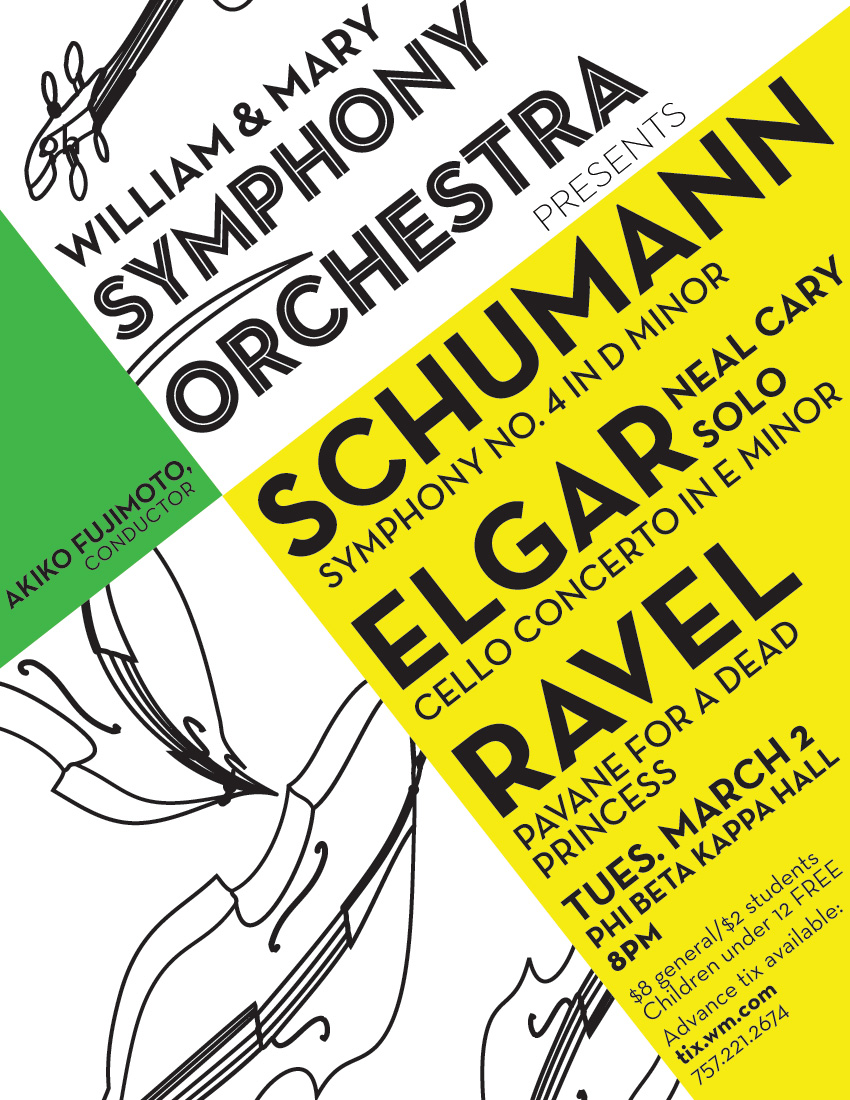 WILLIAM & MARY
SYMPHONY
ORCHESTRA
PRESENTS
SCHUMANN
SYMPHONY NO. 4 IN D MINOR
ELGAR
NEAL CARY
SOLO
CELLO CONCERTO IN E MINOR
RAVEL
PAVANE FOR A DEAD
PRINCESS
TUES. MARCH 2
PHI BETA KAPPA HALL
8PM
$8 general/$2 students
Children under 12 FREE
Advance tix available:
tix.wm.com
757.221.2674
AKIKO FUJIMOTO,
CONDUCTOR